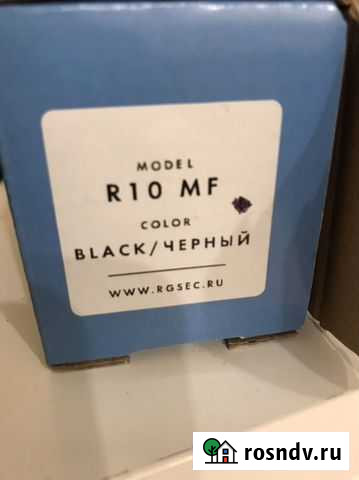 MODEL
R10 MF
COLOR
BLACK/ЧЕРНЫЙ
WWW.RGSEC.RU
rosndv.ru